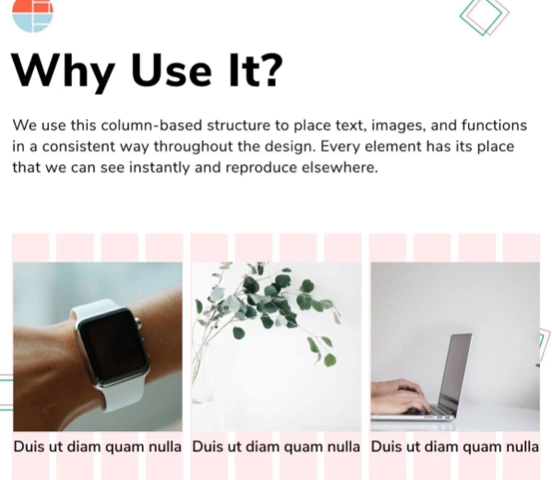 Why Use It?
We use this column-based structure to place text, images, and functions
in a consistent way throughout the design. Every element has its place
that we can see instantly and reproduce elsewhere.
Duis ut diam quam nulla Duis ut diam quam nulla Duis ut diam quam nulla